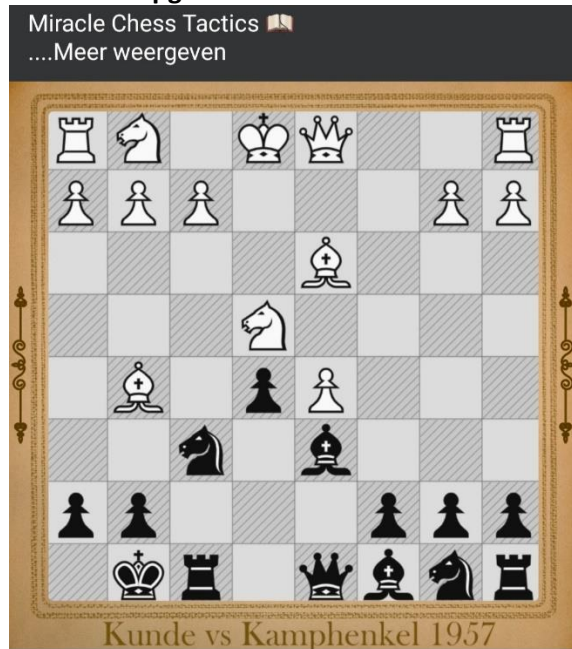 Miracle Chess Tactics 📖
....Meer weergeven
Kunde vs Kamphenkel 1957